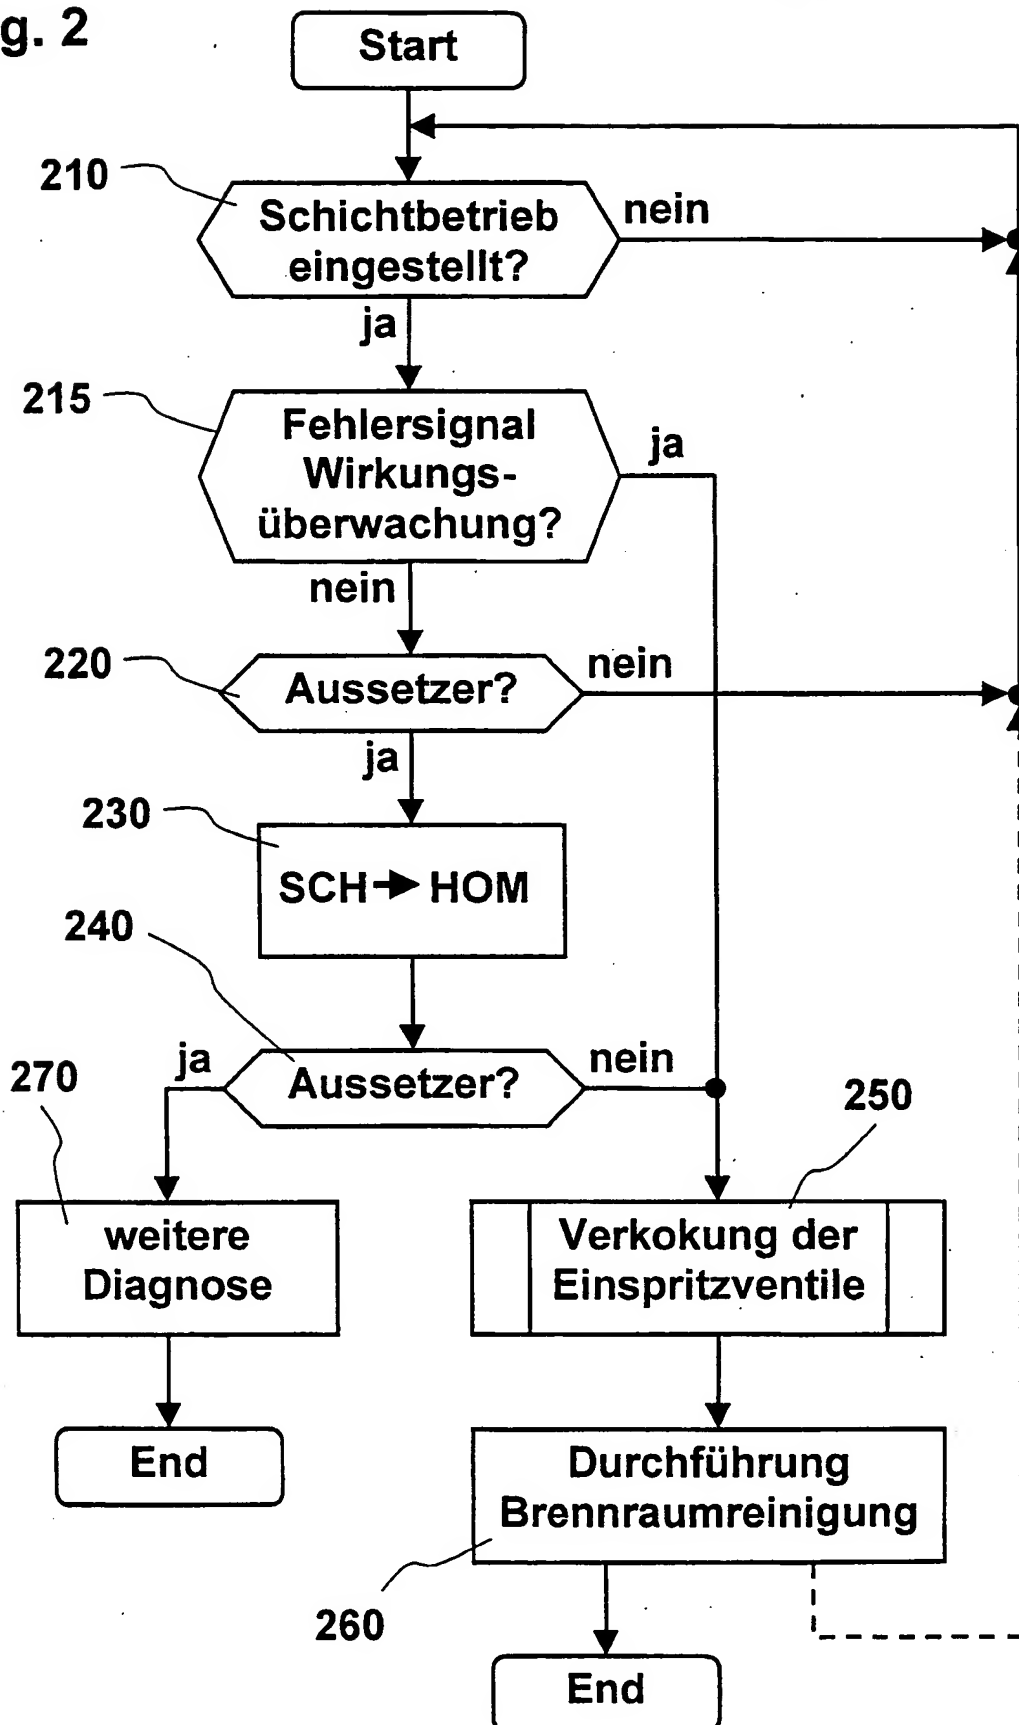 g. 2
Start
210
Schichtbetrieb
eingestellt?
nein
ja
215
Fehlersignal
Wirkungs-
überwachung?
ja
nein
220
Aussetzer?
nein
ja
230
SCH → HOM
240
Aussetzer?
ja
nein
270
250
weitere
Diagnose
Verkokung der
Einspritzventile
End
Durchführung
Brennraumreinigung
260
End